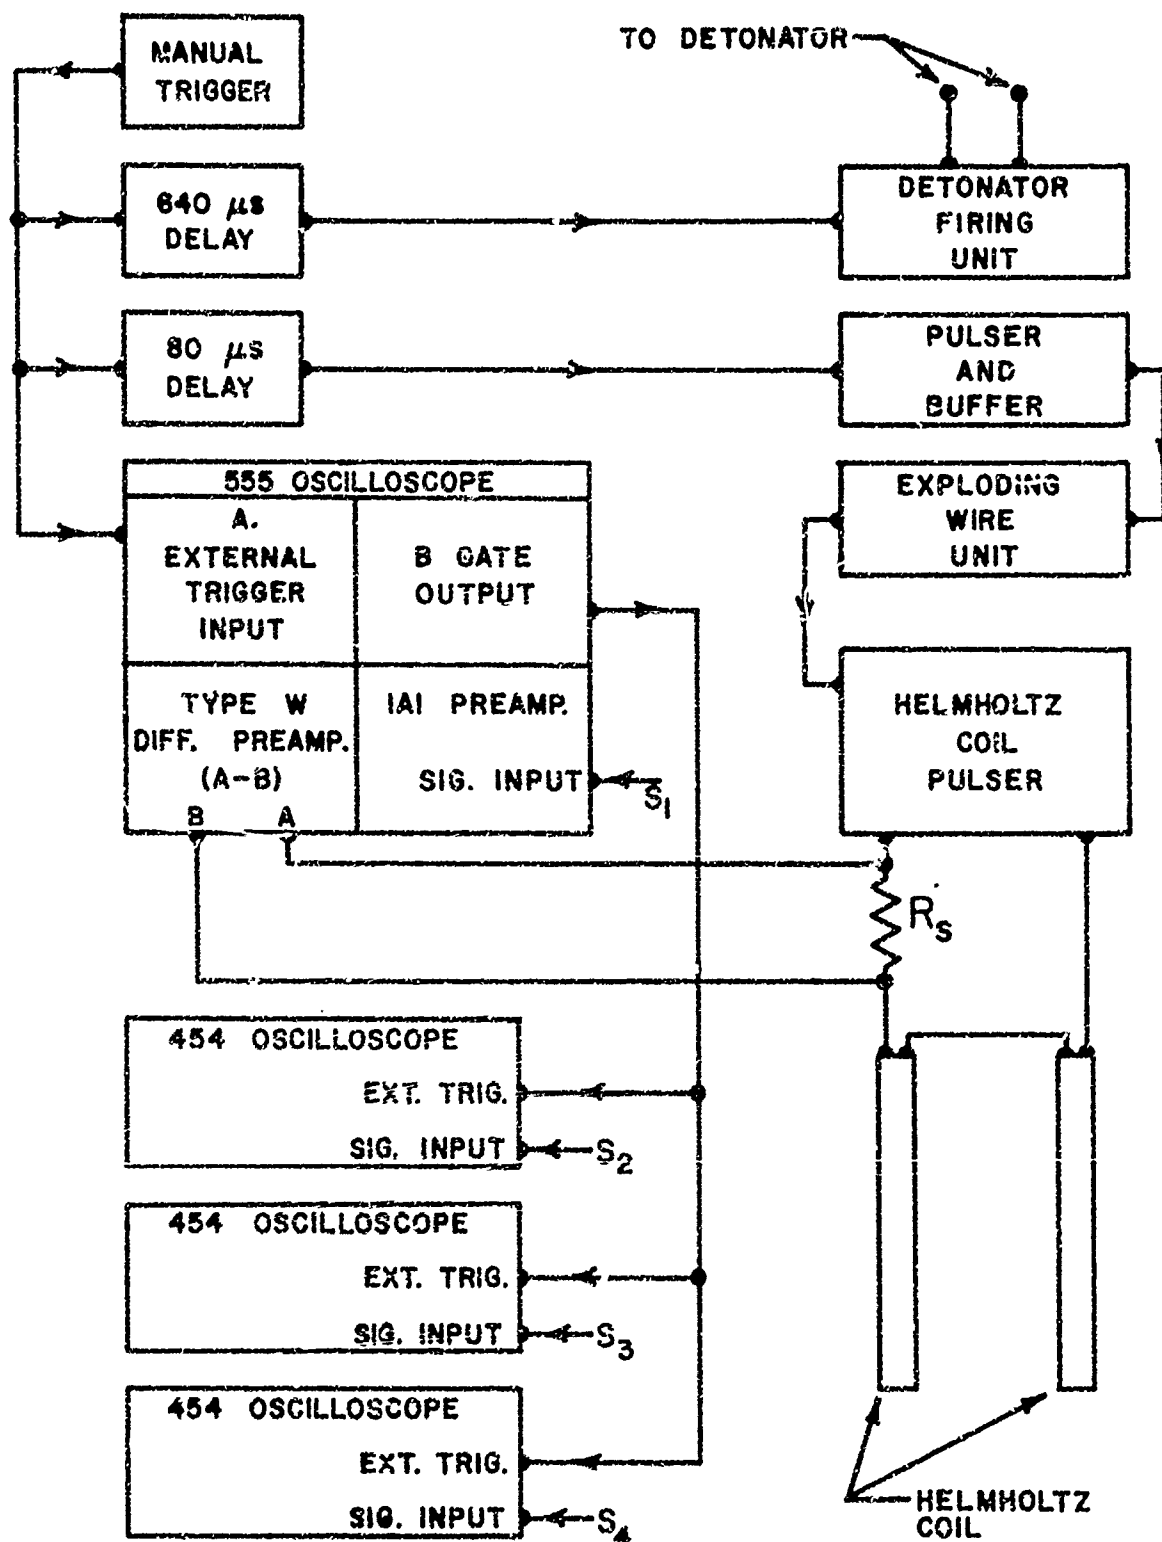 MANUAL
TRIGGER
TO DETONATOR
640 μs
DELAY
DETONATOR
FIRING
UNIT
80 μs
DELAY
PULSER
AND
BUFFER
555 OSCILLOSCOPE
A.
EXTERNAL
TRIGGER
INPUT
B GATE
OUTPUT
EXPLODING
WIRE
UNIT
TYPE W
DIFF. PREAMP.
(A-B)
B A
1A1 PREAMP.
SIG. INPUT
S1
HELMHOLTZ
COIL
PULSER
Rs
454 OSCILLOSCOPE
EXT. TRIG.
SIG. INPUT
S2
454 OSCILLOSCOPE
EXT. TRIG.
SIG. INPUT
S3
454 OSCILLOSCOPE
EXT. TRIG.
SIG. INPUT
S4
HELMHOLTZ
COIL